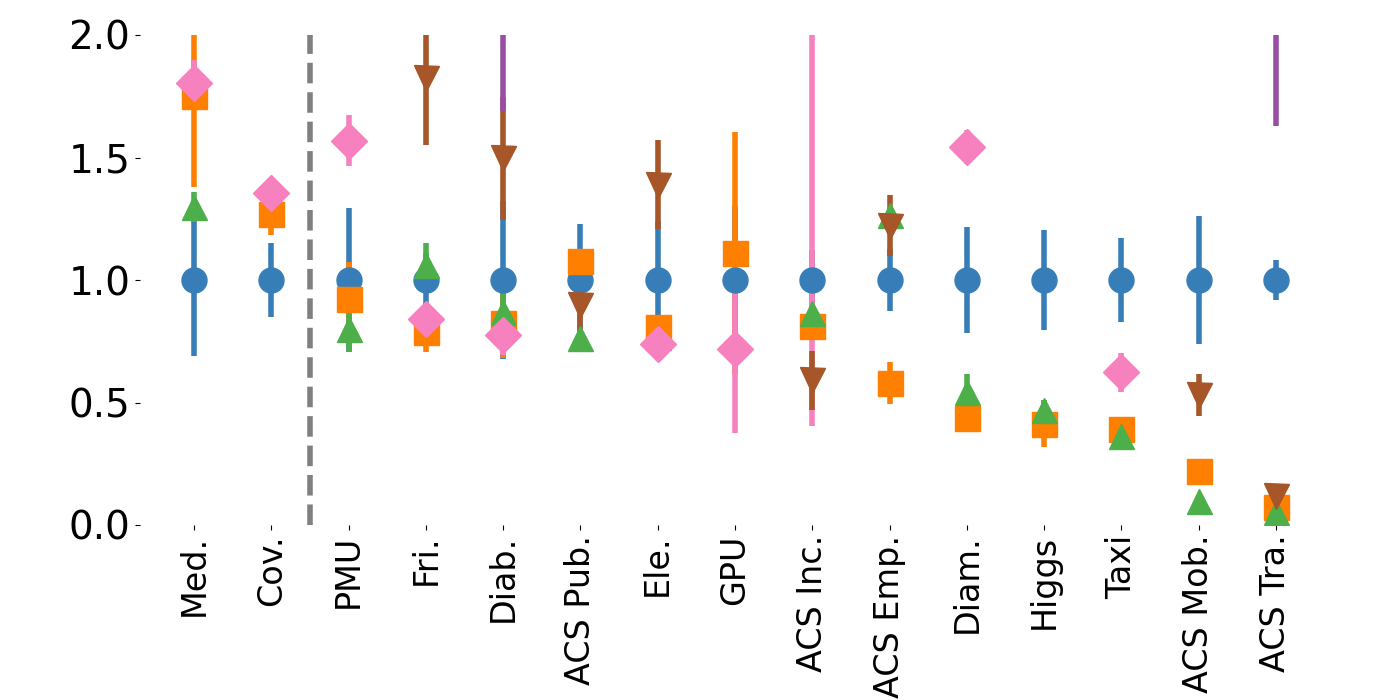 2.0
1.5
1.0
0.5
0.0
Med.
Cov.
PMU
Fri.
Diab.
ACS Pub.
Ele.
GPU
ACS Inc.
ACS Emp.
Diam.
Higgs
Taxi
ACS Mob.
ACS Tra.